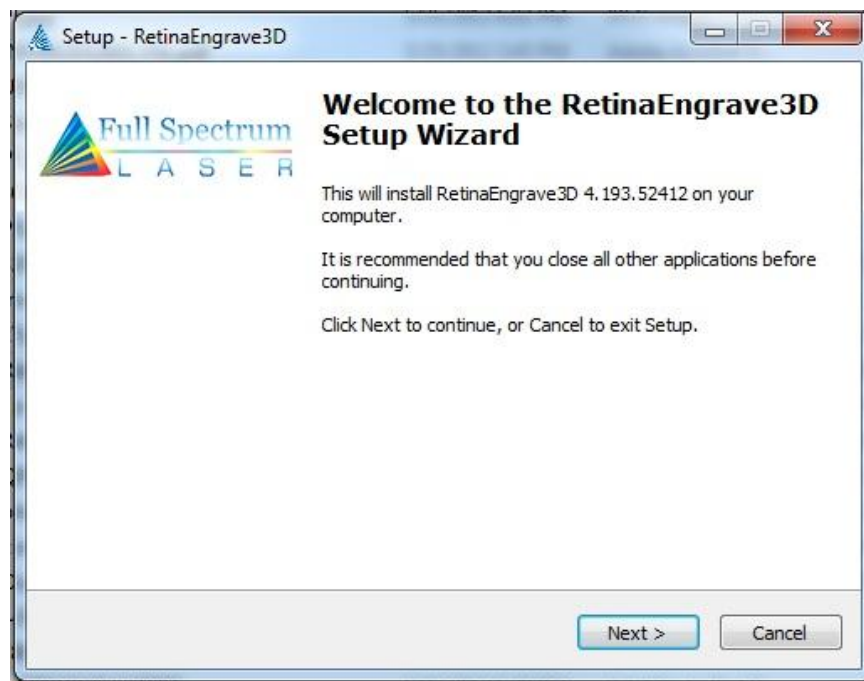 Setup - RetinaEngrave3D
Full Spectrum
LASER
Welcome to the RetinaEngrave3D
Setup Wizard
This will install RetinaEngrave3D 4.193.52412 on your
computer.
It is recommended that you close all other applications before
continuing.
Click Next to continue, or Cancel to exit Setup.
Next >
Cancel